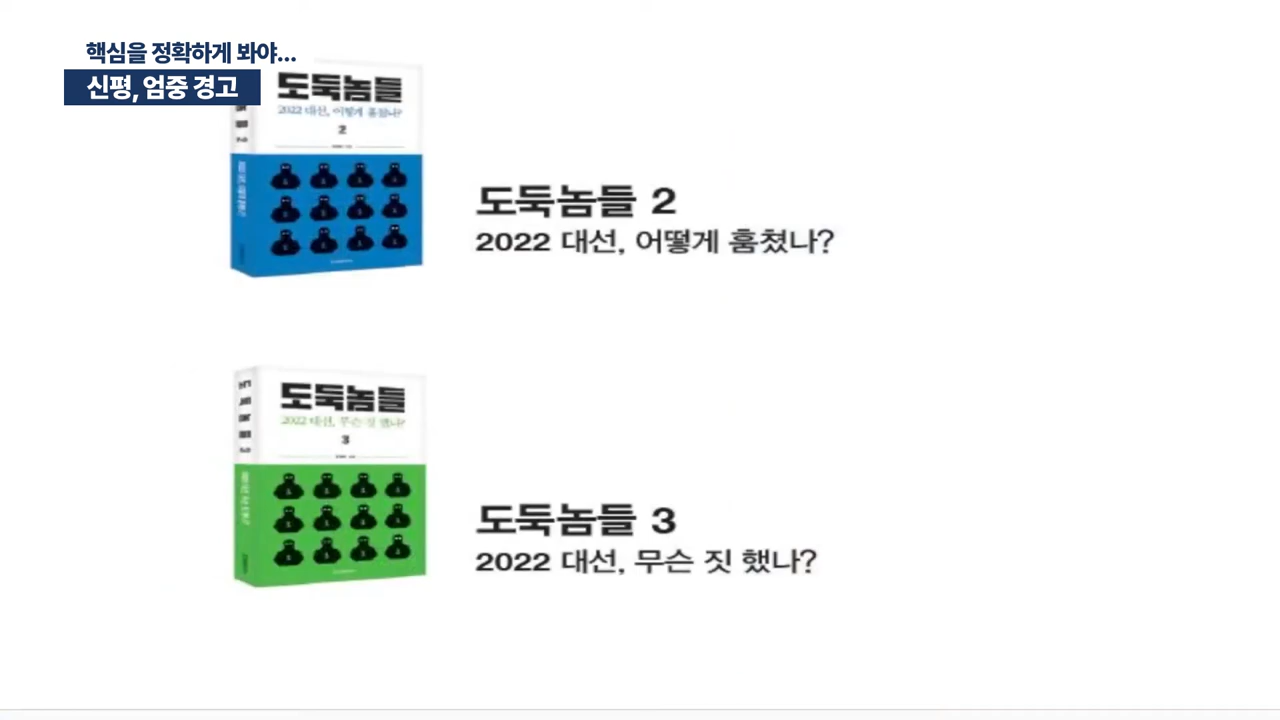 핵심을 정확하게 봐야...
신평, 엄중 경고
도둑놈들
2022 대선, 어떻게 훔쳤나?
2
도둑놈들 2
2022 대선, 어떻게 훔쳤나?
도둑놈들
2022 대선, 무슨 짓 했나?
3
도둑놈들 3
2022 대선, 무슨 짓 했나?